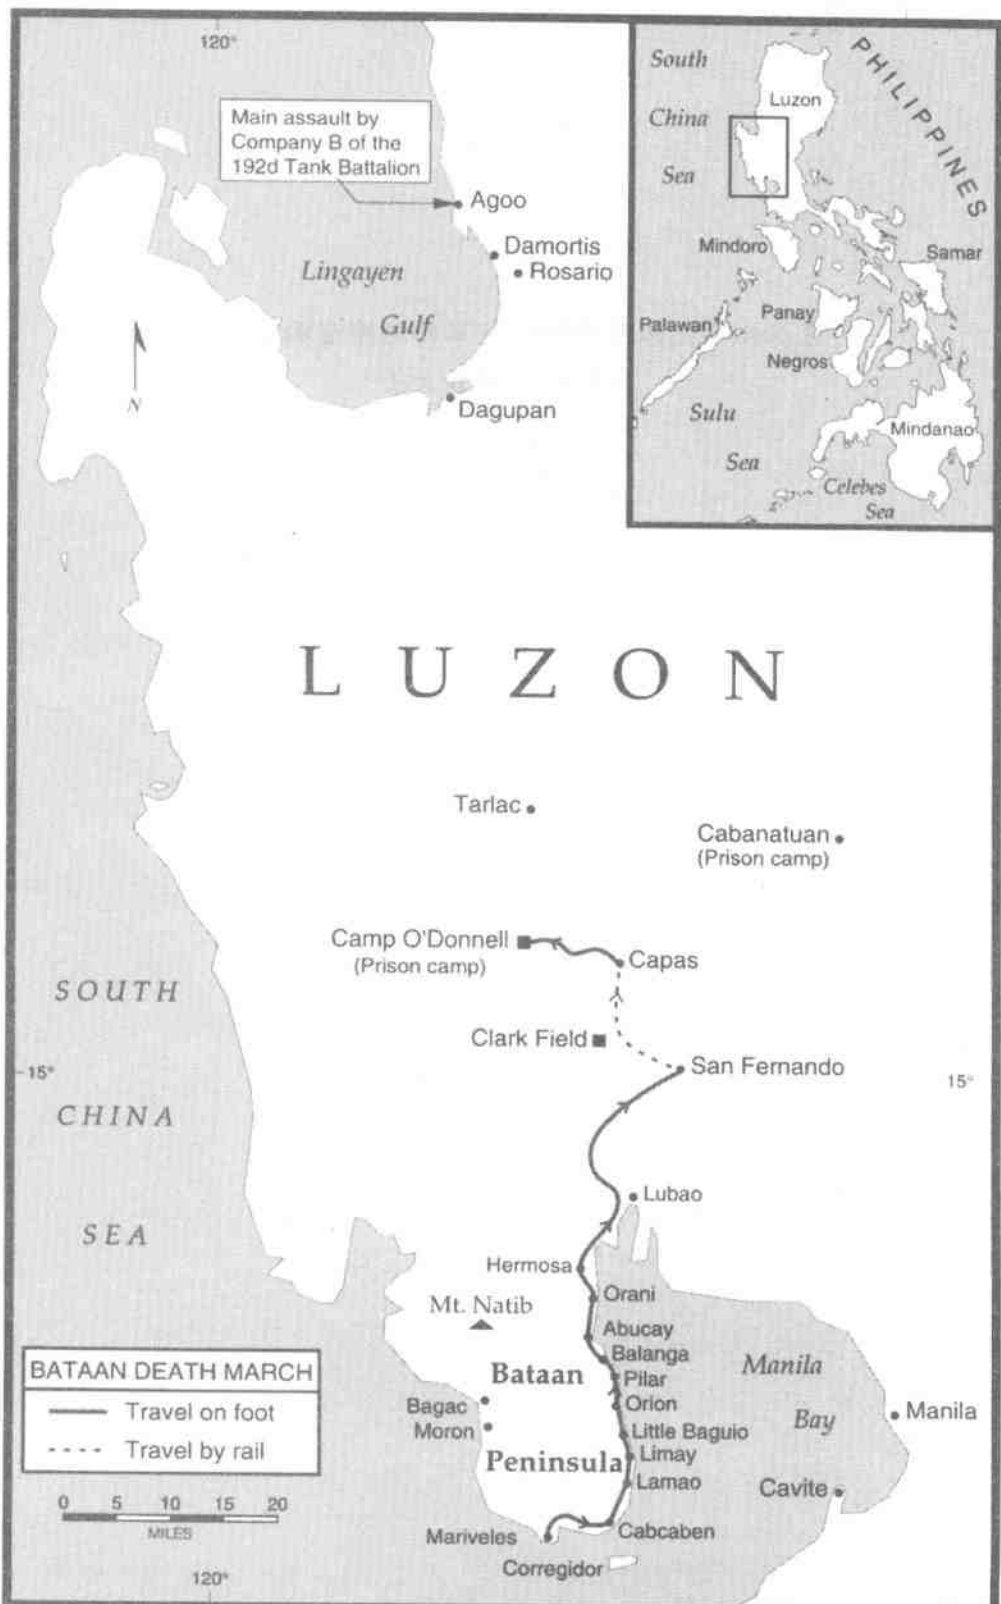 120°
Main assault by
Company B of the
192d Tank Battalion
Agoo
Damortis
Rosario
Lingayen
Gulf
Dagupan
N
South
China
Sea
PHILIPPINES
Luzon
Mindoro
Samar
Panay
Palawan
Negros
Sulu
Sea
Mindanao
Celebes
Sea
LUZON
Tarlac
Cabanatuan
(Prison camp)
Camp O'Donnell
(Prison camp)
Capas
Clark Field
San Fernando
15°
15°
SOUTH
CHINA
SEA
Lubao
Hermosa
Orani
Mt. Natib
Abucay
Balanga
Pilar
Bataan
Orion
Bagac
Moron
Little Baguio
Peninsula
Limay
Lamao
Manila
Bay
Manila
Cavite
Mariveles
Cabcaben
Corregidor
BATAAN DEATH MARCH
Travel on foot
Travel by rail
0 5 10 15 20
MILES
120°